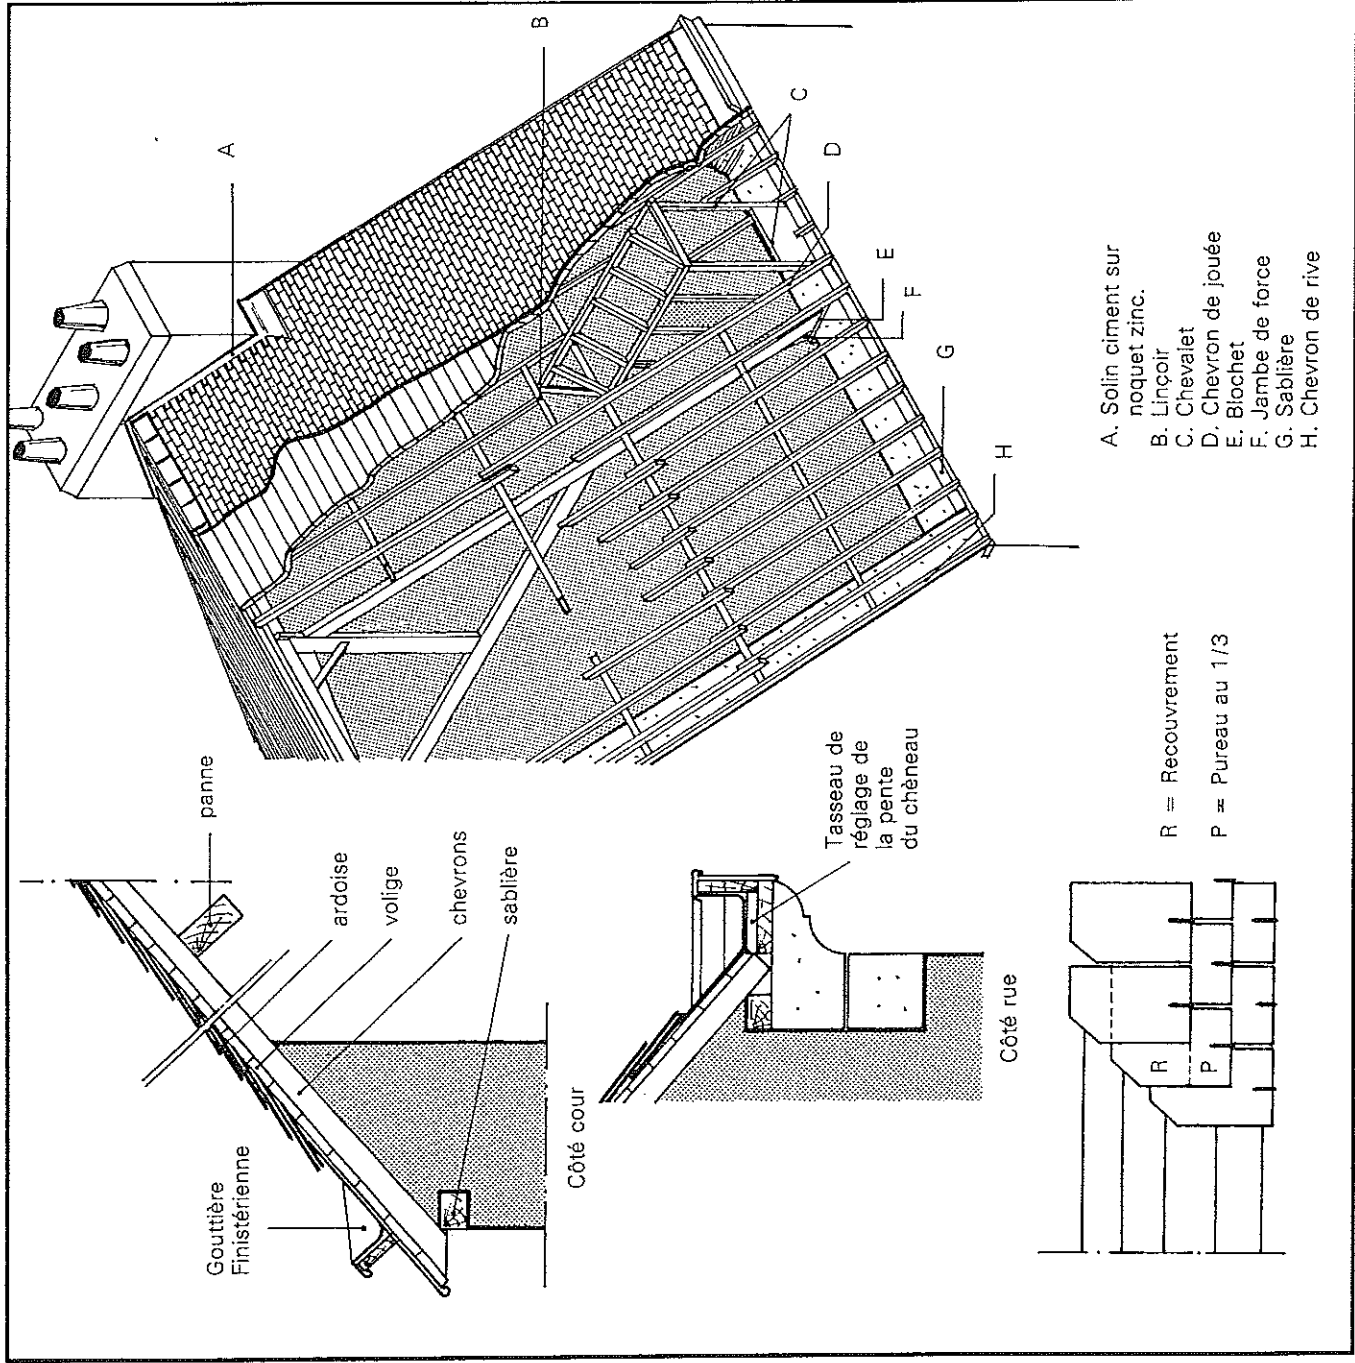 panne
ardoise
volige
chevrons
sablière
Gouttière
Finistérienne
Côté cour
Tasseau de
réglage de
la pente
du chèneau
Côté rue
R
P
R = Recouvrement
P = Pureau au 1/3
A
B
C
D
E
F
G
H
A. Solin ciment sur
noquet zinc.
B. Linçoir
C. Chevalet
D. Chevron de jouée
E. Blochet
F. Jambe de force
G. Sablière
H. Chevron de rive